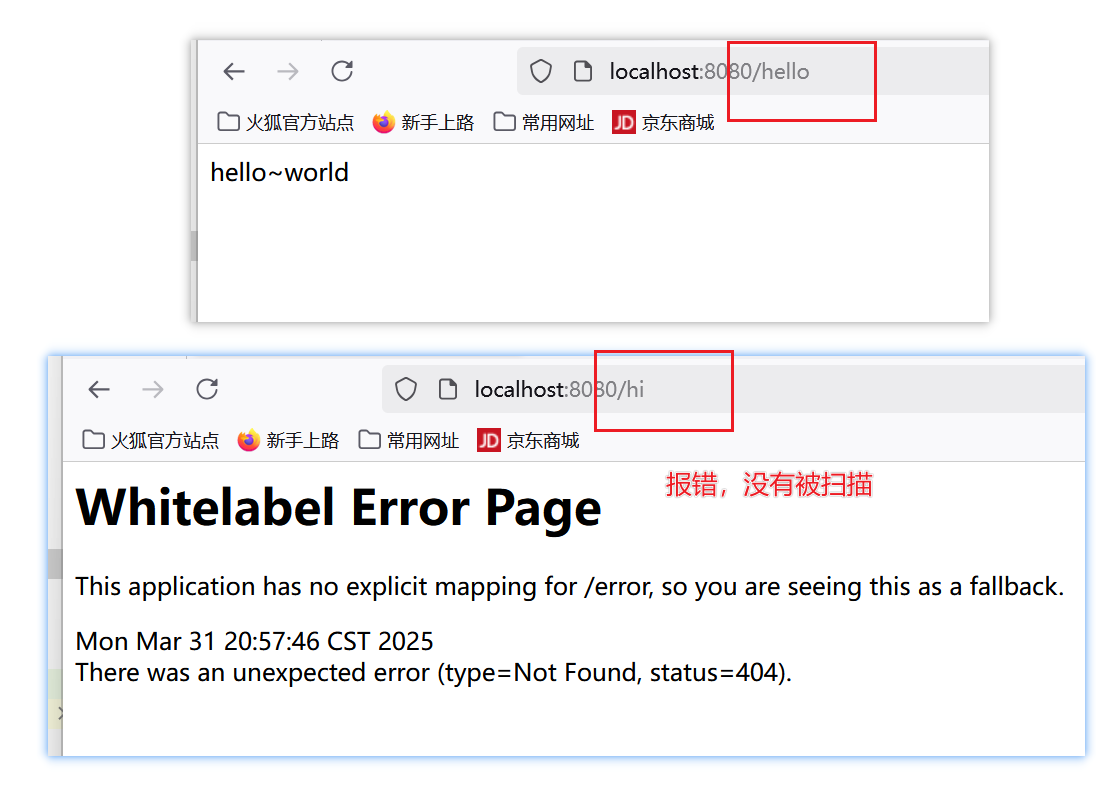 localhost:8080/hello
火狐官方站点 新手上路 常用网址 JD 京东商城
hello~world
localhost:8080/hi
火狐官方站点 新手上路 常用网址 JD 京东商城
报错，没有被扫描
Whitelabel Error Page
This application has no explicit mapping for /error, so you are seeing this as a fallback.
Mon Mar 31 20:57:46 CST 2025
There was an unexpected error (type=Not Found, status=404).